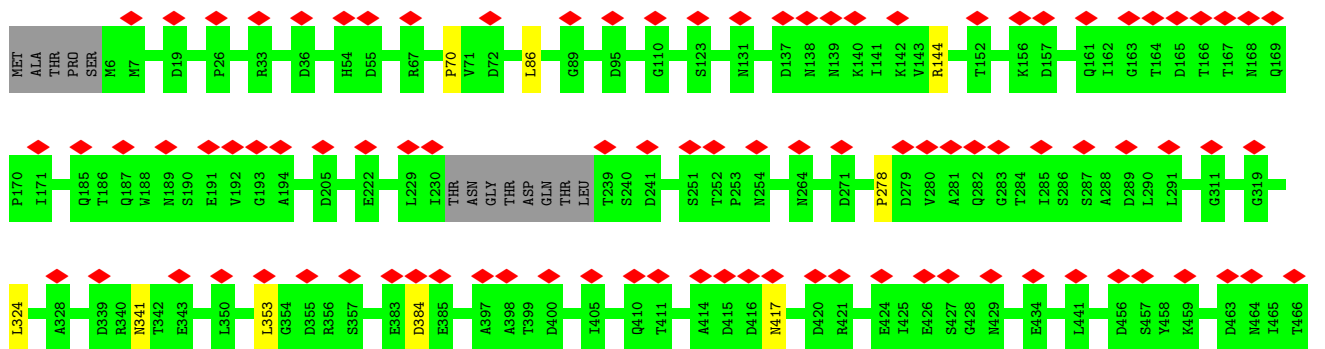 MET ALA THR PRO SER M6 M7 D19 P26 R33 D36 H54 D55 R67 P70 V71 D72 L86 G89 D95 G110 S123 N131 D137 N138 N139 K140 I141 K142 V143 R144 T152 K156 D157 Q161 I162 G163 T164 D165 T166 T167 N168 Q169
P170 I171 Q185 T186 Q187 W188 N189 S190 E191 V192 G193 A194 D205 E222 L229 I230 THR ASN GLY THR ASP GLN THR LEU T239 S240 D241 S251 T252 P253 N254 N264 D271 P278 D279 V280 A281 Q282 G283 T284 I285 S286 S287 A288 D289 L290 L291 G311 G319
L324 A328 D339 R340 N341 T342 E343 L350 L353 G354 D355 R356 S357 E383 D384 E385 A397 A398 T399 D400 I405 Q410 T411 A414 D415 D416 N417 D420 R421 E424 I425 E426 S427 G428 N429 E434 L441 D456 S457 Y458 K459 D463 N464 T465 T466